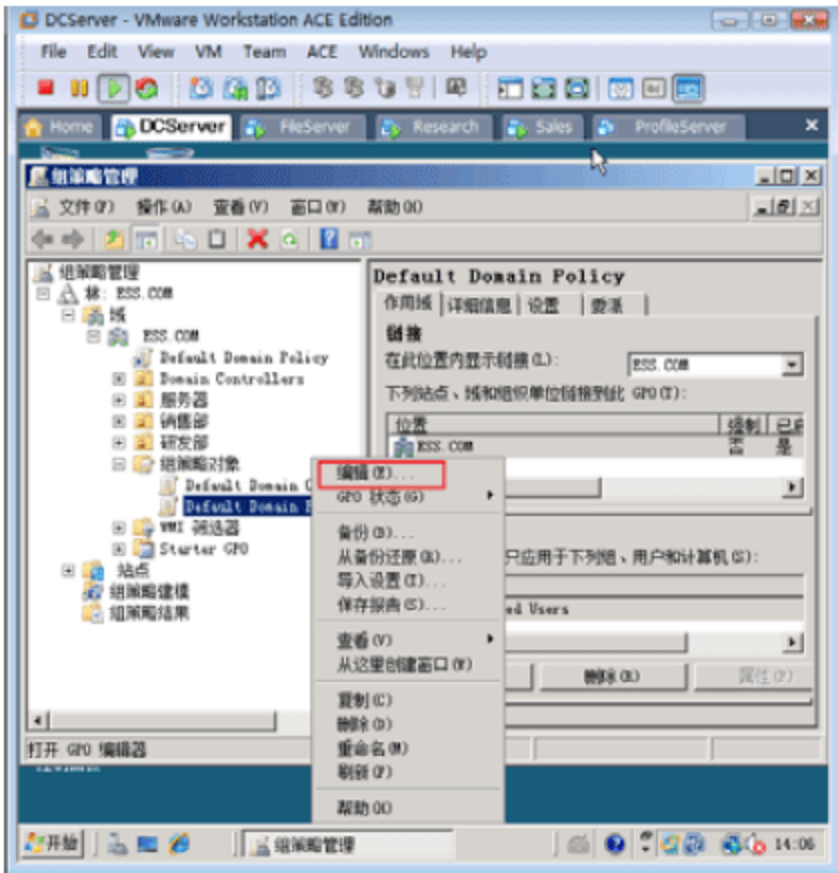 DCServer - VMware Workstation ACE Edition
File Edit View VM Team ACE Windows Help
Home DCServer FileServer Research Sales ProfileServer
组策略管理
文件(F) 操作(A) 查看(V) 窗口(W) 帮助(H)
组策略管理
林: ESS.COM
域
ESS.COM
Default Domain Policy
Domain Controllers
服务器
销售部
研发部
组策略对象
Default Domain C
Default Domain P
WMI 筛选器
Starter GPO
站点
组策略建模
组策略结果
Default Domain Policy
作用域 详细信息 设置 委派
链接
在此位置内显示链接(L): ESS.COM
下列站点、域和组织单位链接到此 GPO(T):
位置 强制 已启
ESS.COM 否 是
只应用于下列组、用户和计算机(S):
ed Users
删除(R) 属性(P)
编辑(E)...
GPO 状态(G)
备份(B)...
从备份还原(R)...
导入设置(I)...
保存报告(S)...
查看(V)
从这里创建窗口(W)
复制(C)
删除(D)
重命名(M)
刷新(F)
帮助(H)
打开 GPO 编辑器
开始 组策略管理 14:06